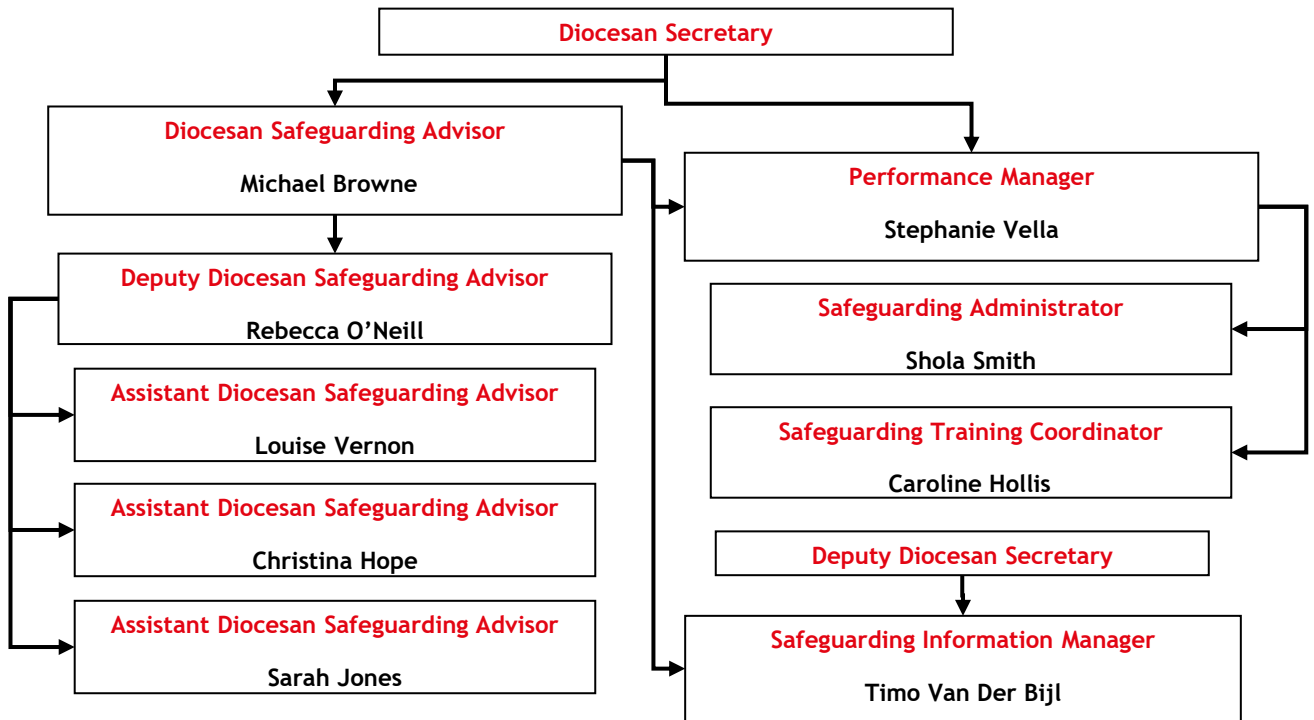 Diocesan Secretary
Diocesan Safeguarding Advisor
Michael Browne
Deputy Diocesan Safeguarding Advisor
Rebecca O’Neill
Assistant Diocesan Safeguarding Advisor
Louise Vernon
Assistant Diocesan Safeguarding Advisor
Christina Hope
Assistant Diocesan Safeguarding Advisor
Sarah Jones
Performance Manager
Stephanie Vella
Safeguarding Administrator
Shola Smith
Safeguarding Training Coordinator
Caroline Hollis
Deputy Diocesan Secretary
Safeguarding Information Manager
Timo Van Der Bijl